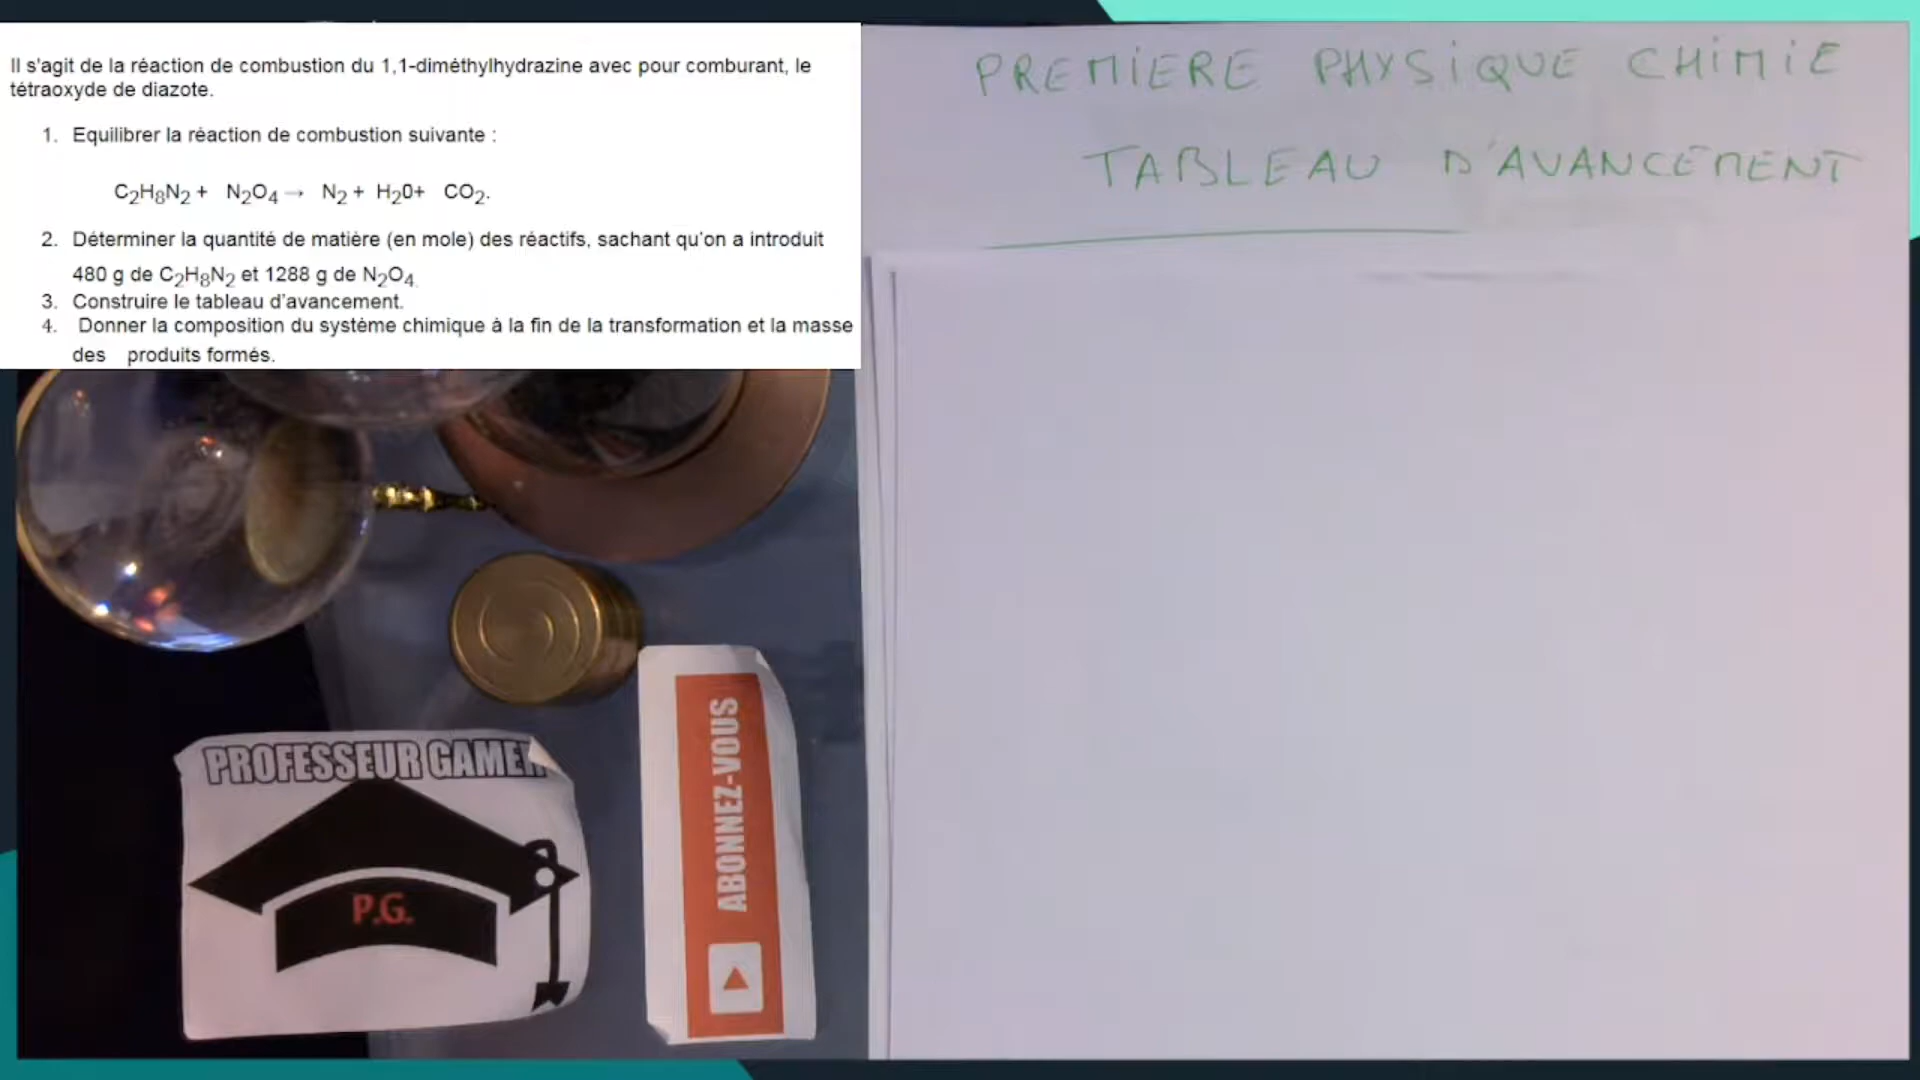 Il s'agit de la réaction de combustion du 1,1-diméthylhydrazine avec pour comburant, le
tétraoxyde de diazote.
1. Equilibrer la réaction de combustion suivante :
C₂H₈N₂ + N₂O₄ → N₂ + H₂0+ CO₂.
2. Déterminer la quantité de matière (en mole) des réactifs, sachant qu'on a introduit
480 g de C₂H₈N₂ et 1288 g de N₂O₄.
3. Construire le tableau d'avancement.
4. Donner la composition du système chimique à la fin de la transformation et la masse
des produits formés.
PREMIERE PHYSIQUE CHIMIE
TABLEAU D'AVANCEMENT
PROFESSEUR GAMER
P.G.
ABONNEZ-VOUS